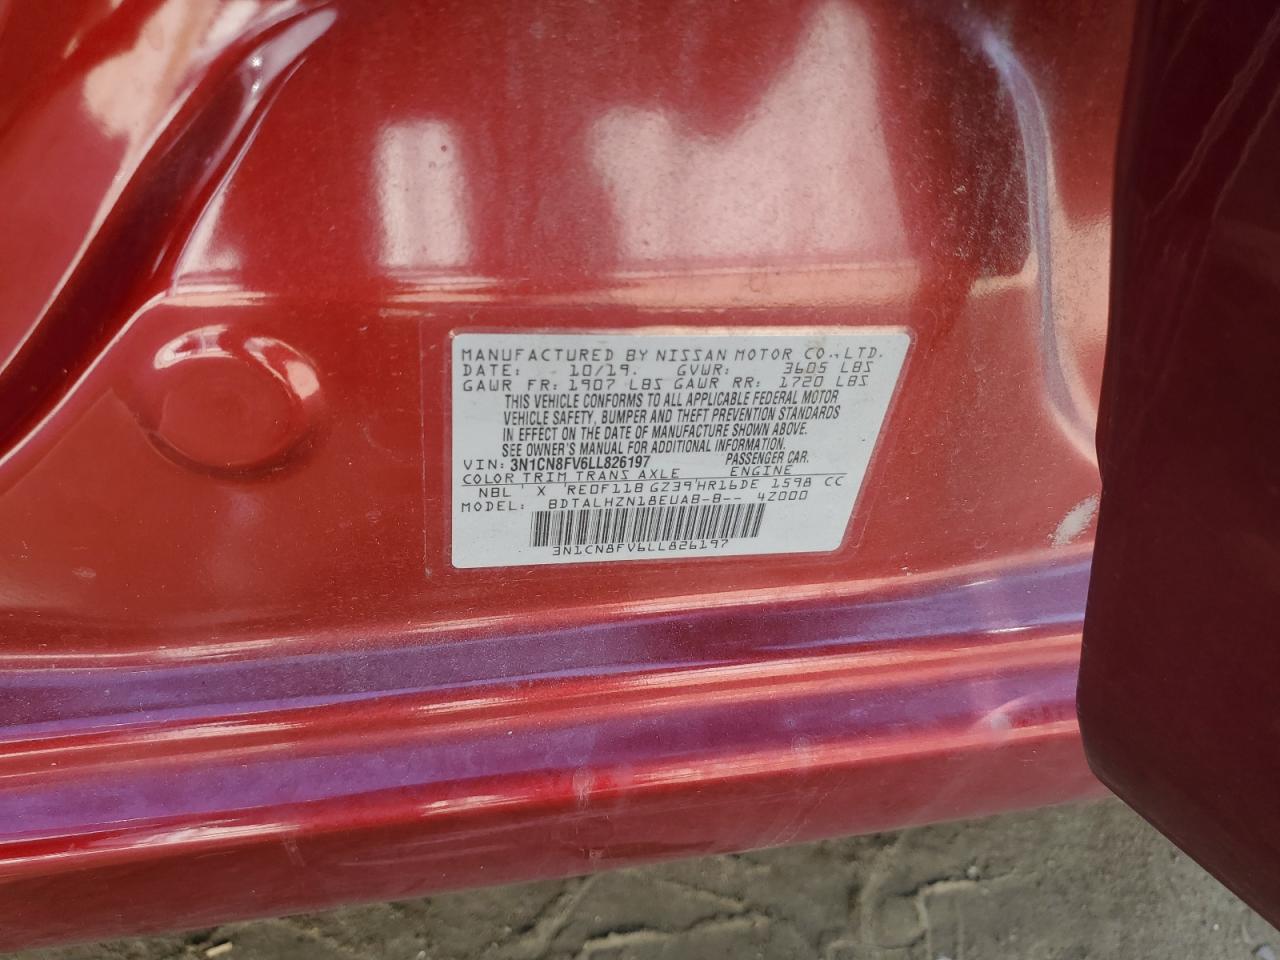 MANUFACTURED BY NISSAN MOTOR CO., LTD.
DATE: 10/19. GVWR: 3605 LBS
GAWR FR: 1907 LBS GAWR RR: 1720 LBS
THIS VEHICLE CONFORMS TO ALL APPLICABLE FEDERAL MOTOR
VEHICLE SAFETY, BUMPER AND THEFT PREVENTION STANDARDS
IN EFFECT ON THE DATE OF MANUFACTURE SHOWN ABOVE.
SEE OWNER'S MANUAL FOR ADDITIONAL INFORMATION.
VIN: 3N1CN8FV6LL826197 PASSENGER CAR.
COLOR TRIM TRANS AXLE ENGINE
NBL ' X 'RE0F11B GZ39'HR16DE 1598 CC
MODEL: BDTALHZN18EUAB-B-- 4Z000
3N1CN8FV6LL826197